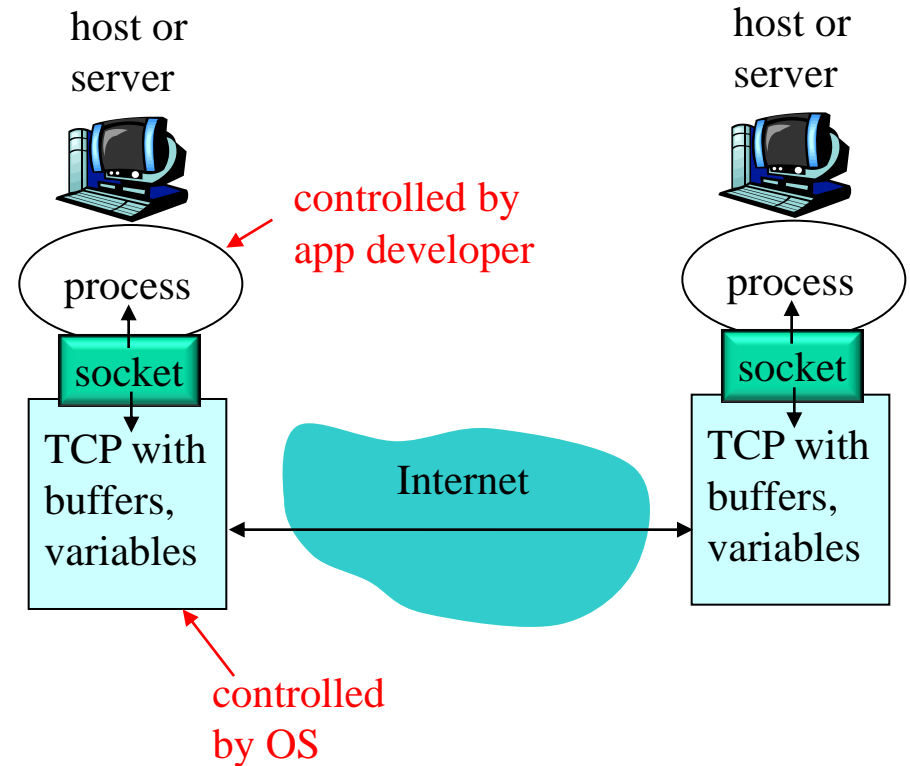 host or
server
host or
server
controlled by
app developer
process
process
socket
socket
TCP with
buffers,
variables
Internet
TCP with
buffers,
variables
controlled
by OS